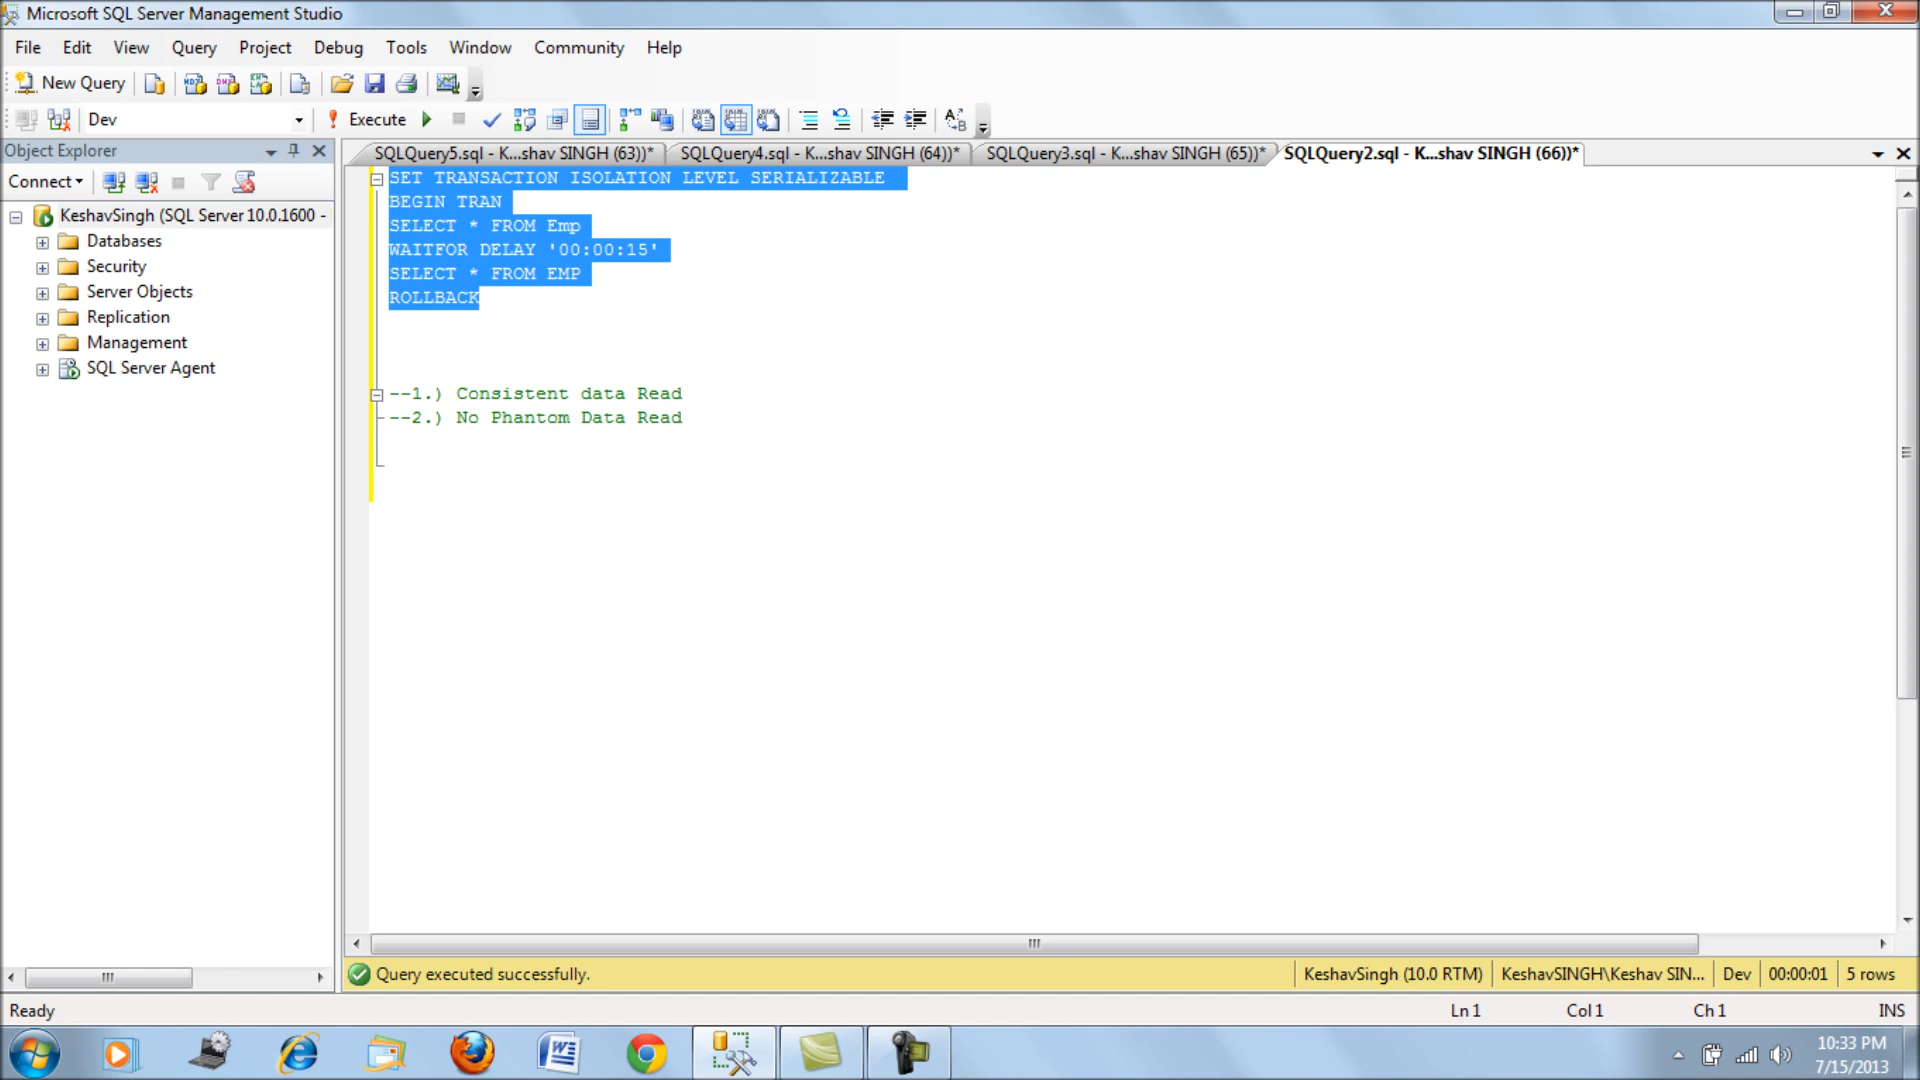 Microsoft SQL Server Management Studio
File Edit View Query Project Debug Tools Window Community Help
New Query
Dev Execute
Object Explorer
SQLQuery5.sql - K...shav SINGH (63))* SQLQuery4.sql - K...shav SINGH (64))* SQLQuery3.sql - K...shav SINGH (65))* SQLQuery2.sql - K...shav SINGH (66))*
Connect
KeshavSingh (SQL Server 10.0.1600 -
Databases
Security
Server Objects
Replication
Management
SQL Server Agent
SET TRANSACTION ISOLATION LEVEL SERIALIZABLE
BEGIN TRAN
SELECT * FROM Emp
WAITFOR DELAY '00:00:15'
SELECT * FROM EMP
ROLLBACK
--1.) Consistent data Read
--2.) No Phantom Data Read
Query executed successfully. KeshavSingh (10.0 RTM) KeshavSINGH\Keshav SIN... Dev 00:00:01 5 rows
Ready Ln 1 Col 1 Ch 1 INS
10:33 PM
7/15/2013